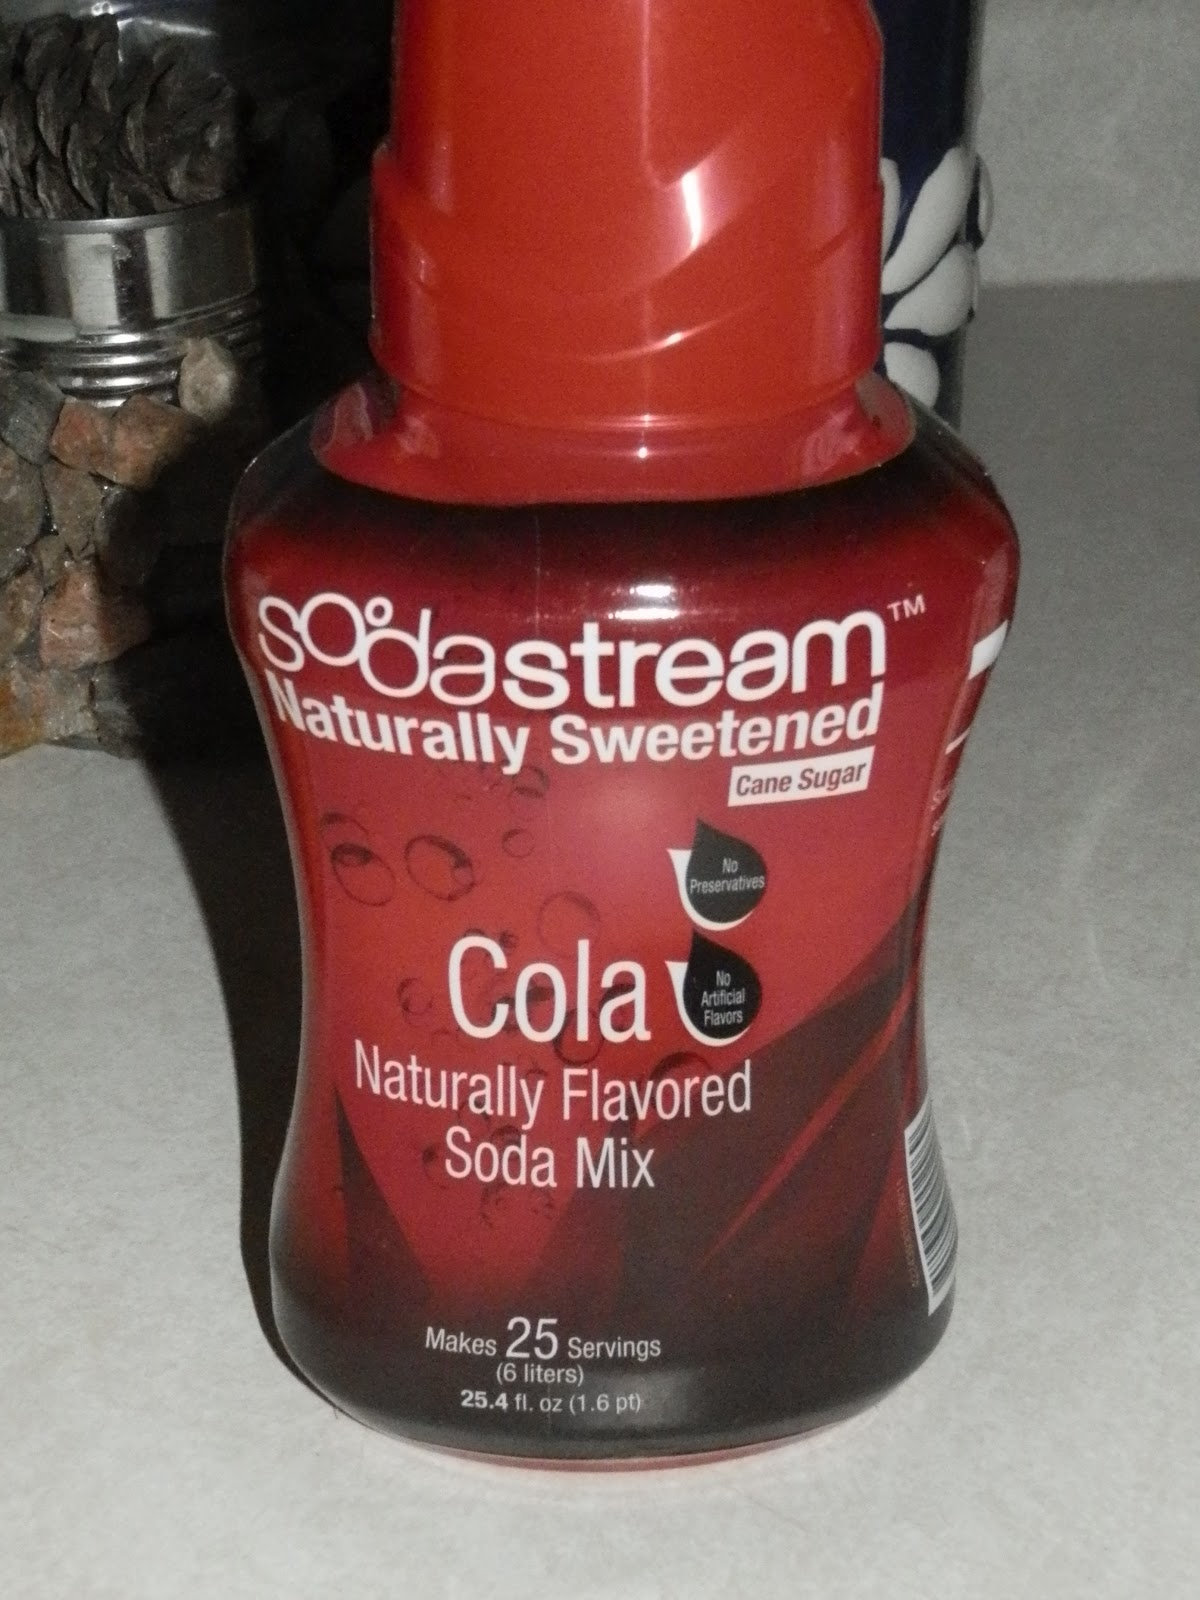 sodastream™
Naturally Sweetened
Cane Sugar
No
Preservatives
Cola
No
Artificial
Flavors
Naturally Flavored
Soda Mix
Makes 25 Servings
(6 liters)
25.4 fl. oz (1.6 pt)